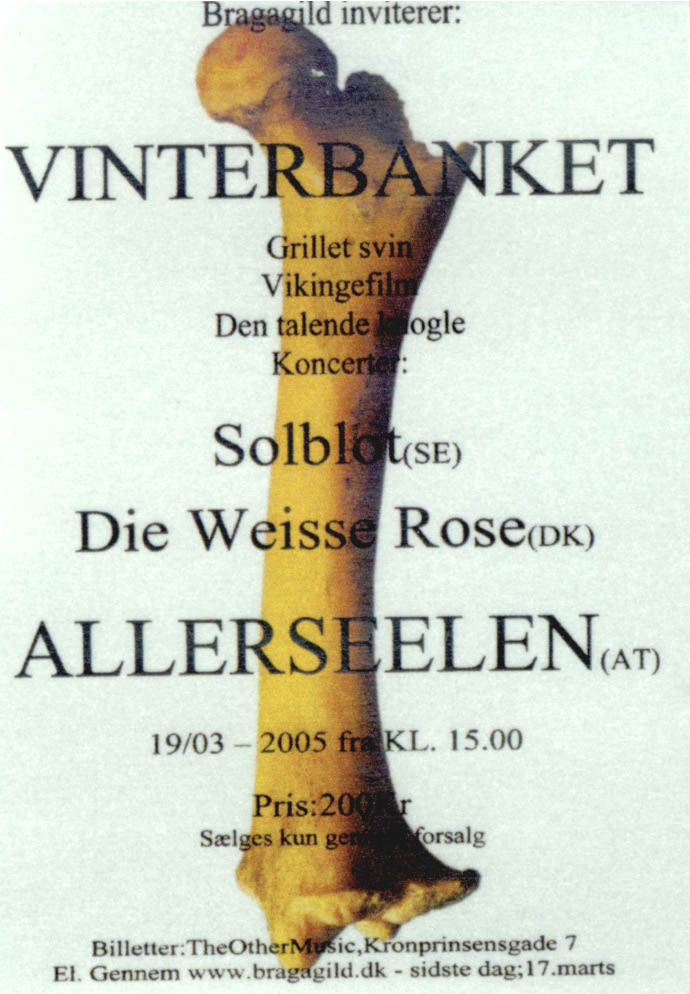 Bragagild inviterer:
VINTERBANKET
Grillet svin
Vikingefilm
Den talende knogle
Koncerter:
Solblot(SE)
Die Weisse Rose(DK)
ALLERSEELEN(AT)
19/03 – 2005 fra KL. 15.00
Pris:200Kr
Sælges kun gennem forsalg
Billetter:TheOtherMusic,Kronprinsensgade 7
El. Gennem www.bragagild.dk - sidste dag;17.marts